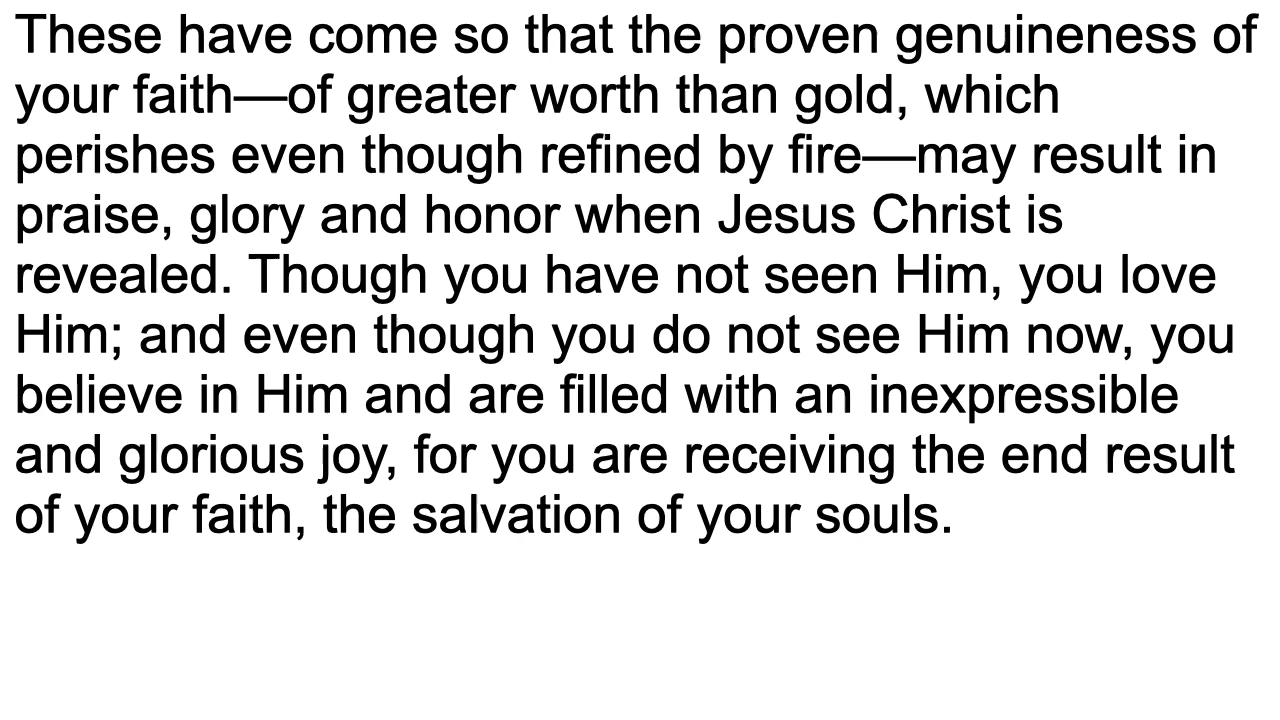 These have come so that the proven genuineness of
your faith—of greater worth than gold, which
perishes even though refined by fire—may result in
praise, glory and honor when Jesus Christ is
revealed. Though you have not seen Him, you love
Him; and even though you do not see Him now, you
believe in Him and are filled with an inexpressible
and glorious joy, for you are receiving the end result
of your faith, the salvation of your souls.